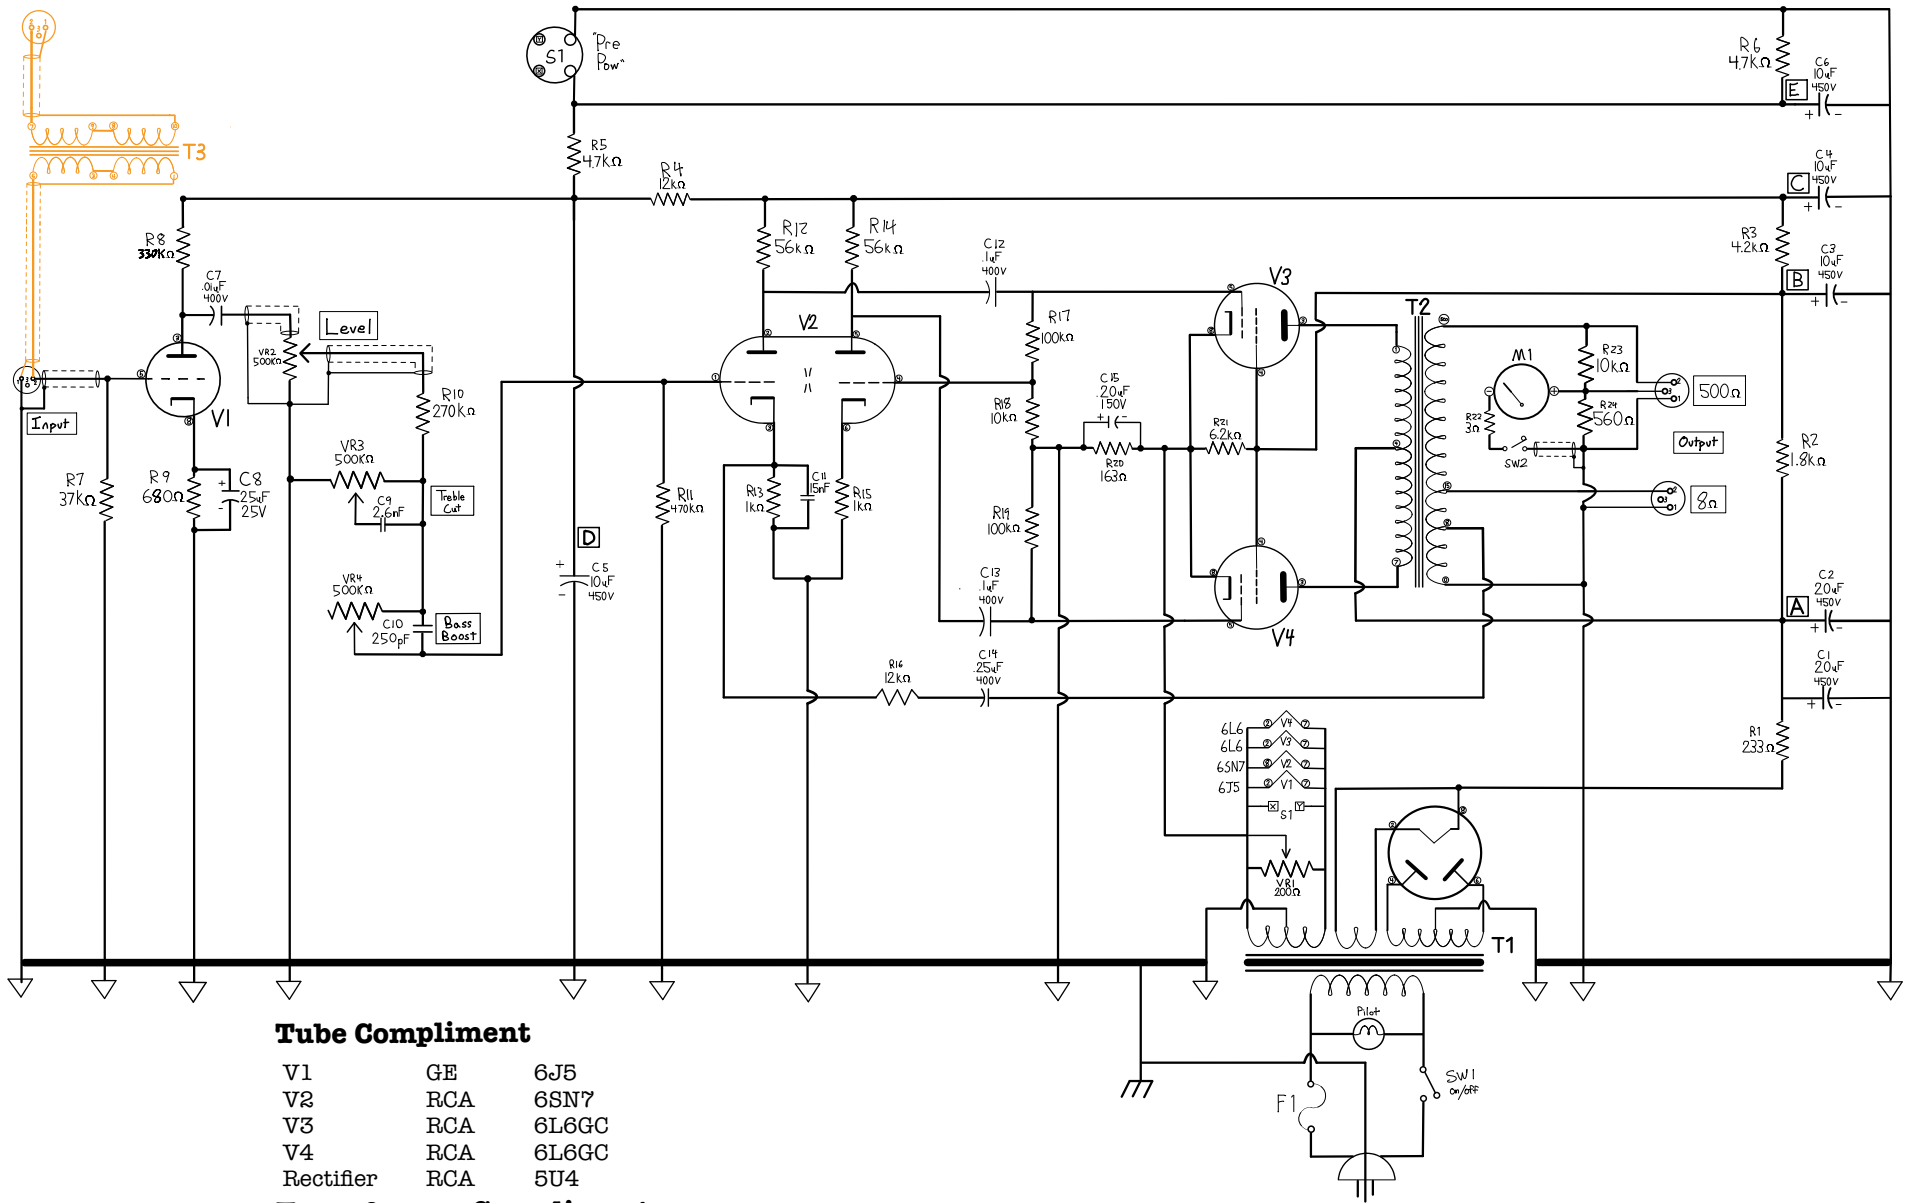 T3
S1
"Pre
Pow"
R6
4.7kΩ
C6
10uF
450V
E
+ -
R5
4.7kΩ
R4
12kΩ
C4
10uF
450V
C
+ -
R8
330KΩ
C7
.01uF
400V
R12
56kΩ
R14
56kΩ
C12
.1uF
400V
V3
R3
4.2kΩ
C3
10uF
450V
B
+ -
Level
VR2
500KΩ
V2
R17
100kΩ
T2
M1
R23
10kΩ
500Ω
Input
V1
R10
270KΩ
R18
10kΩ
C15
20uF
150V
+ -
R21
6.2kΩ
R20
163Ω
R22
3Ω
SW2
R24
560Ω
Output
R2
1.8kΩ
8Ω
VR3
500KΩ
R7
37kΩ
R9
680Ω
C8
25uF
25V
+
-
C9
2.6nF
Treble
Cut
R11
470kΩ
R13
1kΩ
C11
15nF
R15
1kΩ
R19
100kΩ
D
+
-
C5
10uF
450V
VR4
500KΩ
C10
250pF
Bass
Boost
C13
.1uF
400V
V4
A
C2
20uF
450V
+ -
R16
12kΩ
C14
.25uF
400V
C1
20uF
450V
+ -
R1
233Ω
6L6 V4
6L6 V3
6SN7 V2
6J5 V1
X S1 Y
VR1
200Ω
T1
Pilot
F1
SW1
on/off
Tube Compliment
V1 GE 6J5
V2 RCA 6SN7
V3 RCA 6L6GC
V4 RCA 6L6GC
Rectifier RCA 5U4